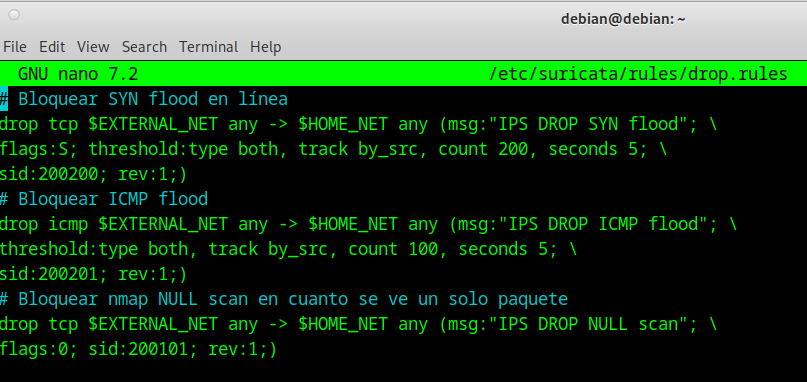 debian@debian: ~
File Edit View Search Terminal Help
GNU nano 7.2 /etc/suricata/rules/drop.rules
# Bloquear SYN flood en línea
drop tcp $EXTERNAL_NET any -> $HOME_NET any (msg:"IPS DROP SYN flood"; \
flags:S; threshold:type both, track by_src, count 200, seconds 5; \
sid:200200; rev:1;)
# Bloquear ICMP flood
drop icmp $EXTERNAL_NET any -> $HOME_NET any (msg:"IPS DROP ICMP flood"; \
threshold:type both, track by_src, count 100, seconds 5; \
sid:200201; rev:1;)
# Bloquear nmap NULL scan en cuanto se ve un solo paquete
drop tcp $EXTERNAL_NET any -> $HOME_NET any (msg:"IPS DROP NULL scan"; \
flags:0; sid:200101; rev:1;)